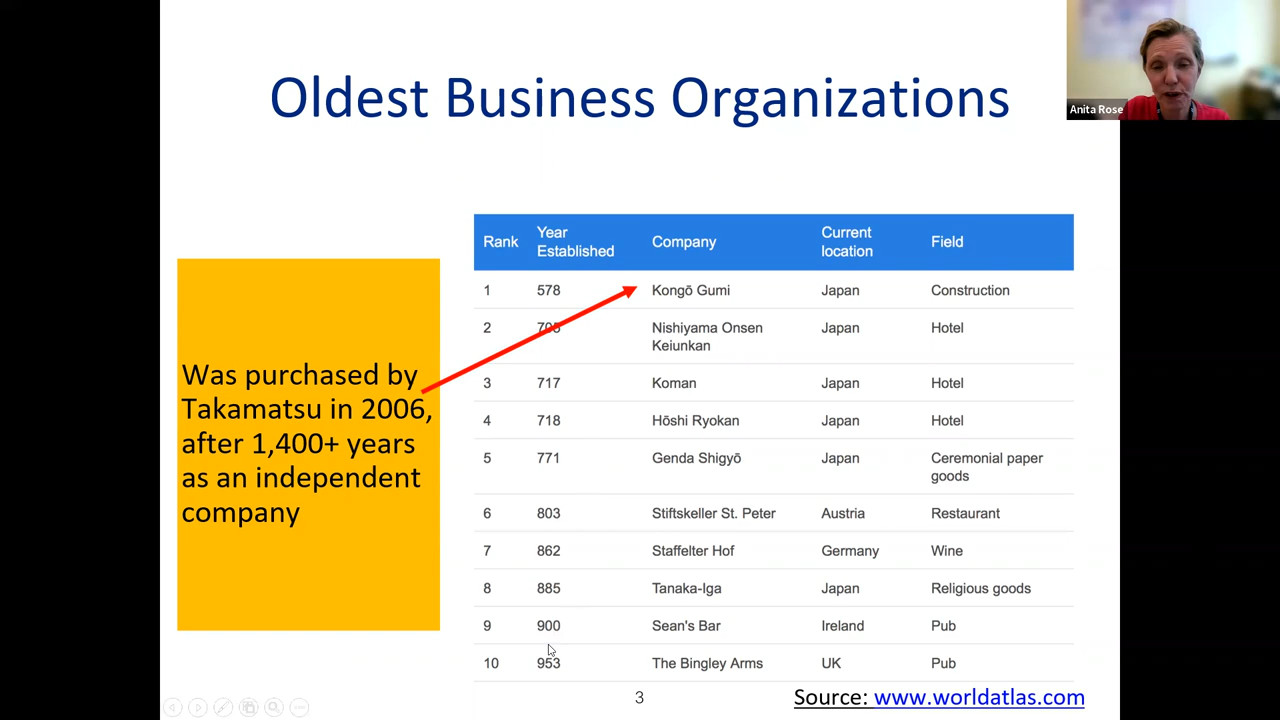 Oldest Business Organizations
Anita Rose
Was purchased by
Takamatsu in 2006,
after 1,400+ years
as an independent
company
Rank Year Established Company Current location Field
1 578 Kongō Gumi Japan Construction
2 Nishiyama Onsen Keiunkan Japan Hotel
3 717 Koman Japan Hotel
4 718 Hōshi Ryokan Japan Hotel
5 771 Genda Shigyō Japan Ceremonial paper goods
6 803 Stiftskeller St. Peter Austria Restaurant
7 862 Staffelter Hof Germany Wine
8 885 Tanaka-Iga Japan Religious goods
9 900 Sean's Bar Ireland Pub
10 953 The Bingley Arms UK Pub
3
Source: www.worldatlas.com